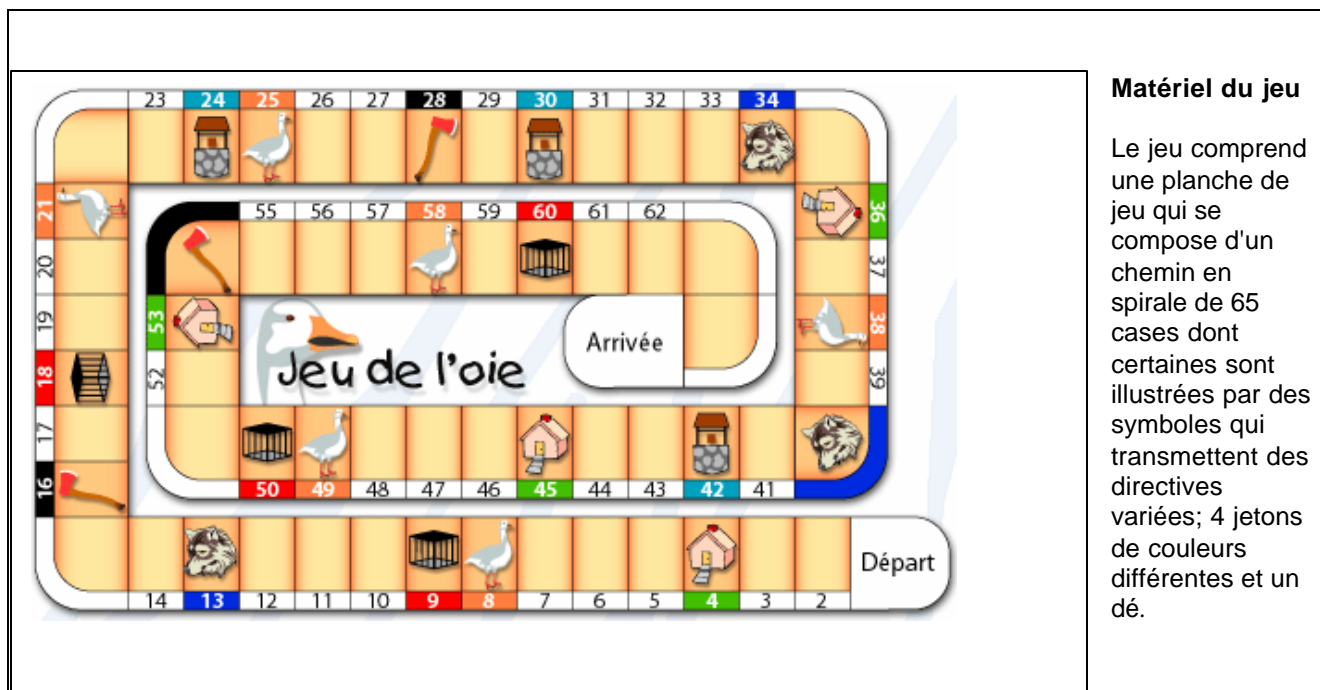 23 24 25 26 27 28 29 30 31 32 33 34
21
20
19
18
17
16
55 56 57 58 59 60 61 62
36
37
38
39
53
52
Arrivée
Jeu de l'oie
50 49 48 47 46 45 44 43 42 41
Départ
14 13 12 11 10 9 8 7 6 5 4 3 2
Matériel du jeu
Le jeu comprend
une planche de
jeu qui se
compose d'un
chemin en
spirale de 65
cases dont
certaines sont
illustrées par des
symboles qui
transmettent des
directives
variées; 4 jetons
de couleurs
différentes et un
dé.